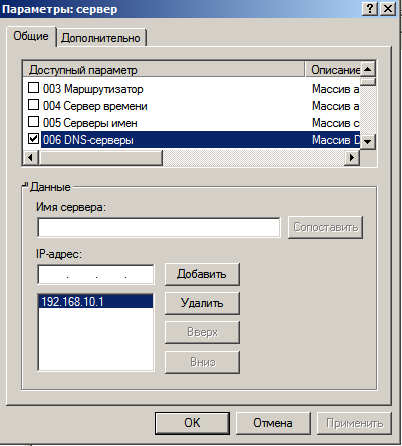 Параметры: сервер
Общие Дополнительно
Доступный параметр Описание
003 Маршрутизатор Массив а
004 Сервер времени Массив а
005 Серверы имен Массив с
006 DNS-серверы Массив D
Данные
Имя сервера:
Сопоставить
IP-адрес:
. . . Добавить
192.168.10.1 Удалить
Вверх
Вниз
OK Отмена Применить